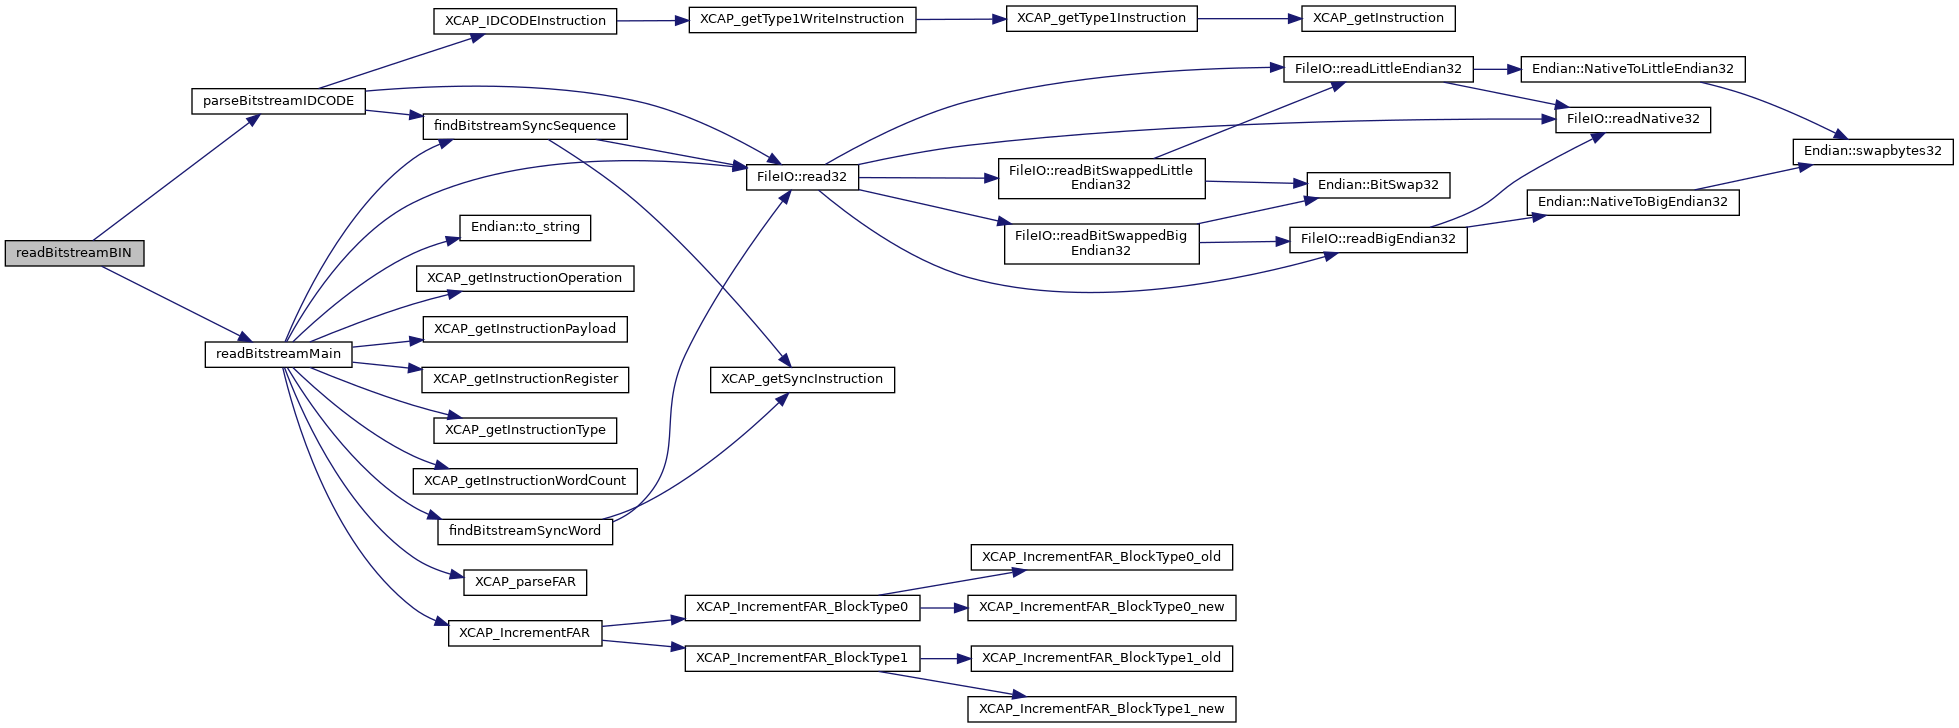 readBitstreamBIN
parseBitstreamIDCODE
readBitstreamMain
XCAP_IDCODEInstruction
findBitstreamSyncSequence
Endian::to_string
XCAP_getInstructionOperation
XCAP_getInstructionPayload
XCAP_getInstructionRegister
XCAP_getInstructionType
XCAP_getInstructionWordCount
findBitstreamSyncWord
XCAP_parseFAR
XCAP_IncrementFAR
XCAP_getType1WriteInstruction
FileIO::read32
XCAP_getSyncInstruction
XCAP_IncrementFAR_BlockType0
XCAP_IncrementFAR_BlockType1
XCAP_getType1Instruction
FileIO::readBitSwappedLittle
Endian32
FileIO::readBitSwappedBig
Endian32
XCAP_IncrementFAR_BlockType0_old
XCAP_IncrementFAR_BlockType0_new
XCAP_IncrementFAR_BlockType1_old
XCAP_IncrementFAR_BlockType1_new
XCAP_getInstruction
FileIO::readLittleEndian32
Endian::BitSwap32
FileIO::readBigEndian32
Endian::NativeToLittleEndian32
FileIO::readNative32
Endian::NativeToBigEndian32
Endian::swapbytes32